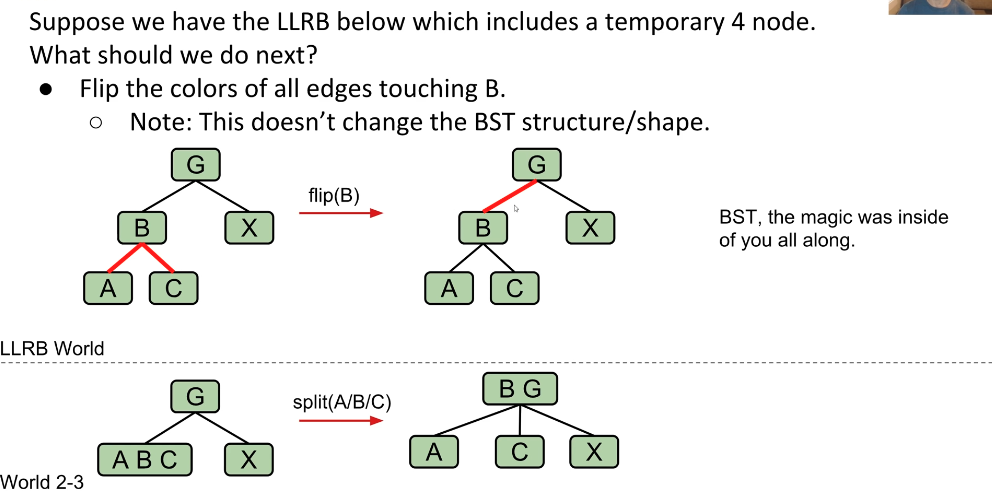 Suppose we have the LLRB below which includes a temporary 4 node.
What should we do next?
● Flip the colors of all edges touching B.
○ Note: This doesn't change the BST structure/shape.
G
B
X
A
C
flip(B)
G
B
X
A
C
BST, the magic was inside
of you all along.
LLRB World
G
A B C
X
split(A/B/C)
B G
A
C
X
World 2-3